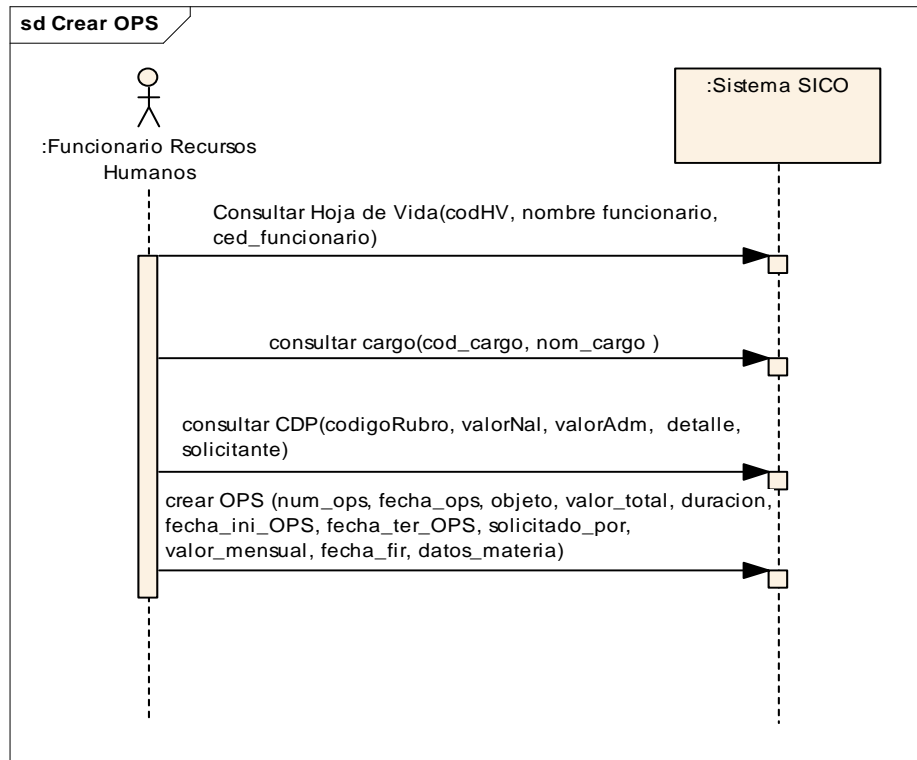 sd Crear OPS
:Funcionario Recursos
Humanos
:Sistema SICO
Consultar Hoja de Vida(codHV, nombre funcionario,
ced_funcionario)
consultar cargo(cod_cargo, nom_cargo )
consultar CDP(codigoRubro, valorNal, valorAdm, detalle,
solicitante)
crear OPS (num_ops, fecha_ops, objeto, valor_total, duracion,
fecha_ini_OPS, fecha_ter_OPS, solicitado_por,
valor_mensual, fecha_fir, datos_materia)